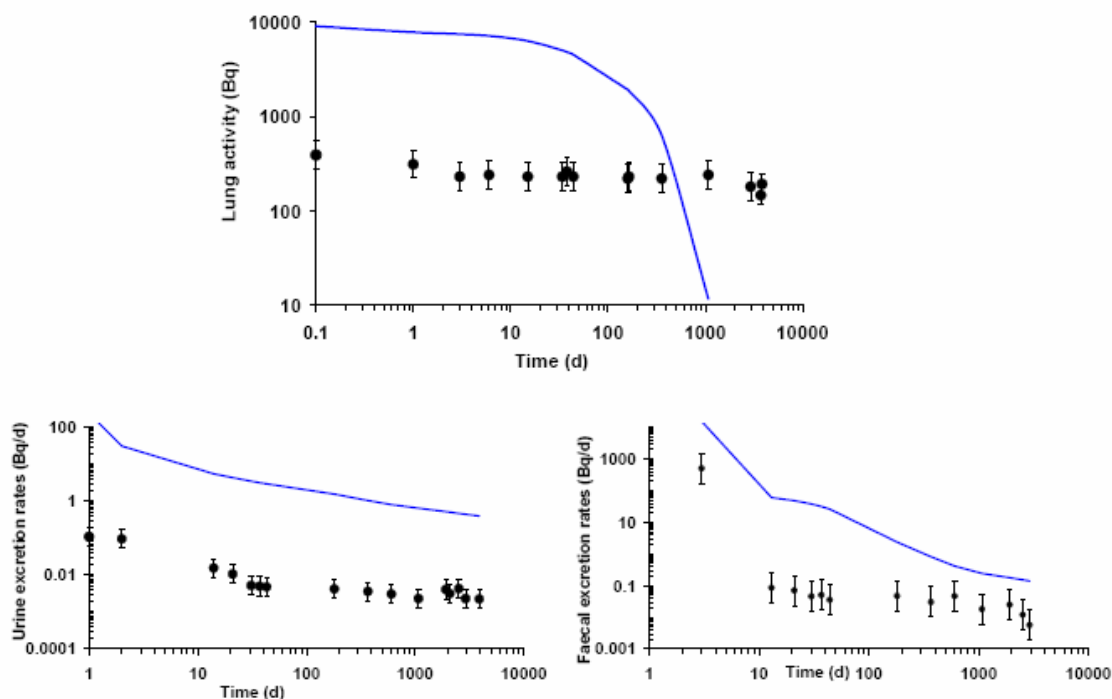 10000
1000
100
10
Lung activity (Bq)
0.1 1 10 100 1000 10000
Time (d)
100
1
0.01
0.0001
Urine excretion rates (Bq/d)
1 10 100 1000 10000
Time (d)
1000
10
0.1
0.001
Faecal excretion rates (Bq/d)
1 10 100 1000 10000
Time (d)